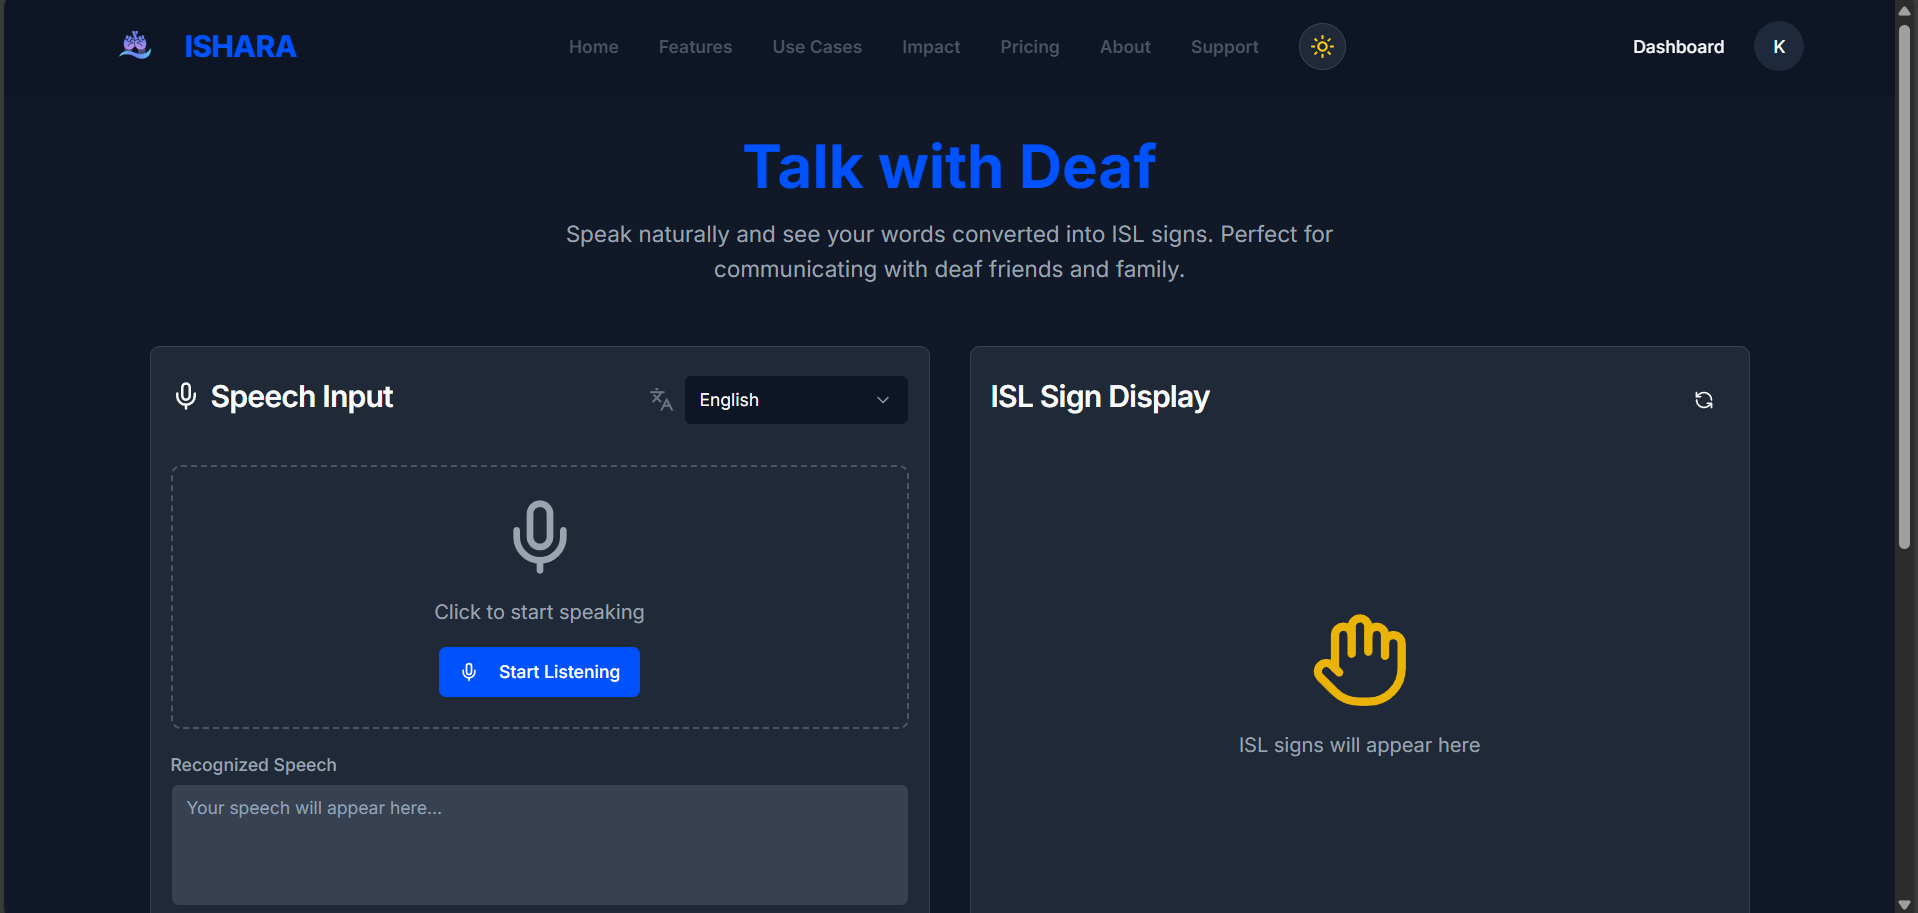 ISHARA
Home
Features
Use Cases
Impact
Pricing
About
Support
Dashboard
K
Talk with Deaf
Speak naturally and see your words converted into ISL signs. Perfect for
communicating with deaf friends and family.
Speech Input
English
Click to start speaking
Start Listening
Recognized Speech
Your speech will appear here...
ISL Sign Display
ISL signs will appear here